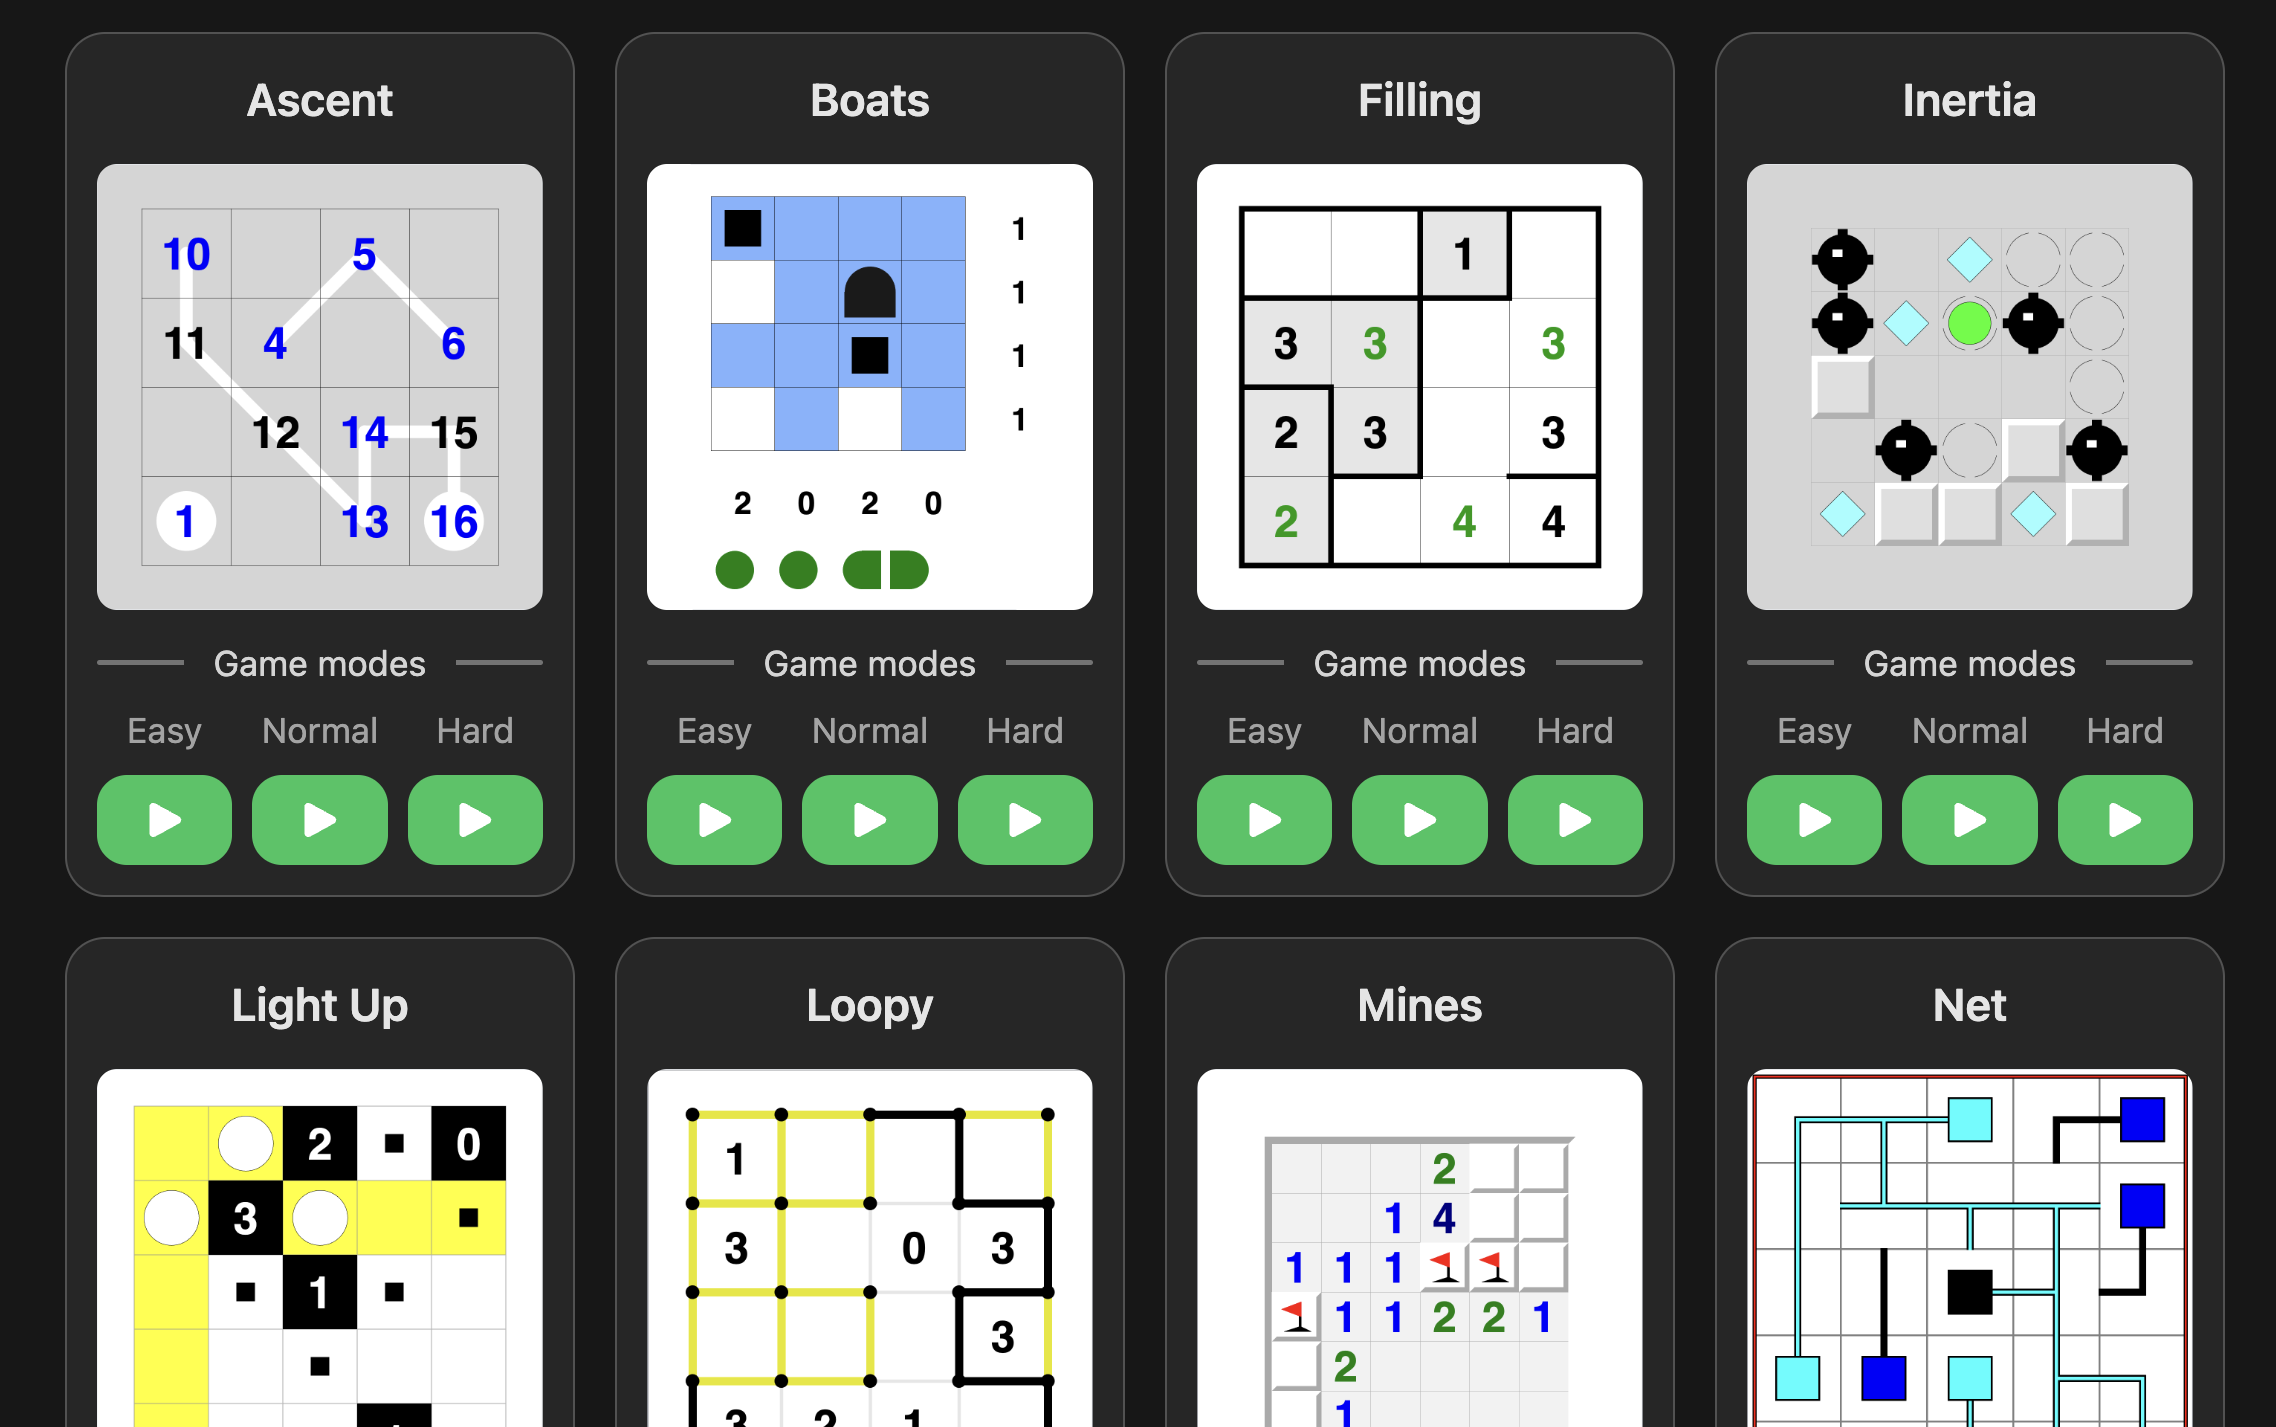 Ascent
10 5
11 4 6
12 14 15
1 13 16
Game modes
Easy Normal Hard
Boats
1
1
1
1
2 0 2 0
Game modes
Easy Normal Hard
Filling
1
3 3 3
2 3 3
2 4 4
Game modes
Easy Normal Hard
Inertia
Game modes
Easy Normal Hard
Light Up
2 0
3
1
Loopy
1
3 0 3
3
3 2 1
Mines
2
1 4
1 1 1
1 1 2 2 1
2
1
Net